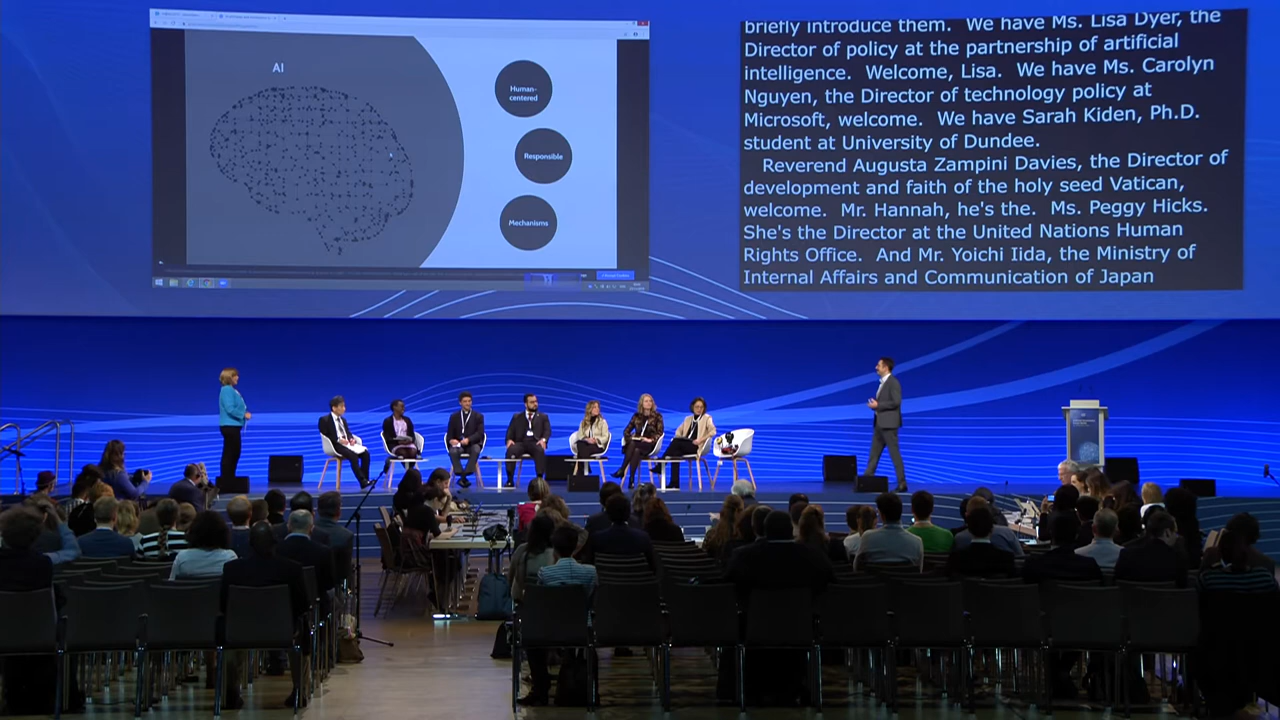 AI
Human-
centered
Responsible
Mechanisms
briefly introduce them.  We have Ms. Lisa Dyer, the
Director of policy at the partnership of artificial
intelligence.  Welcome, Lisa.  We have Ms. Carolyn
Nguyen, the Director of technology policy at
Microsoft, welcome.  We have Sarah Kiden, Ph.D.
student at University of Dundee.
Reverend Augusta Zampini Davies, the Director of
development and faith of the holy seed Vatican,
welcome.  Mr. Hannah, he's the.  Ms. Peggy Hicks.
She's the Director at the United Nations Human
Rights Office.  And Mr. Yoichi Iida, the Ministry of
Internal Affairs and Communication of Japan